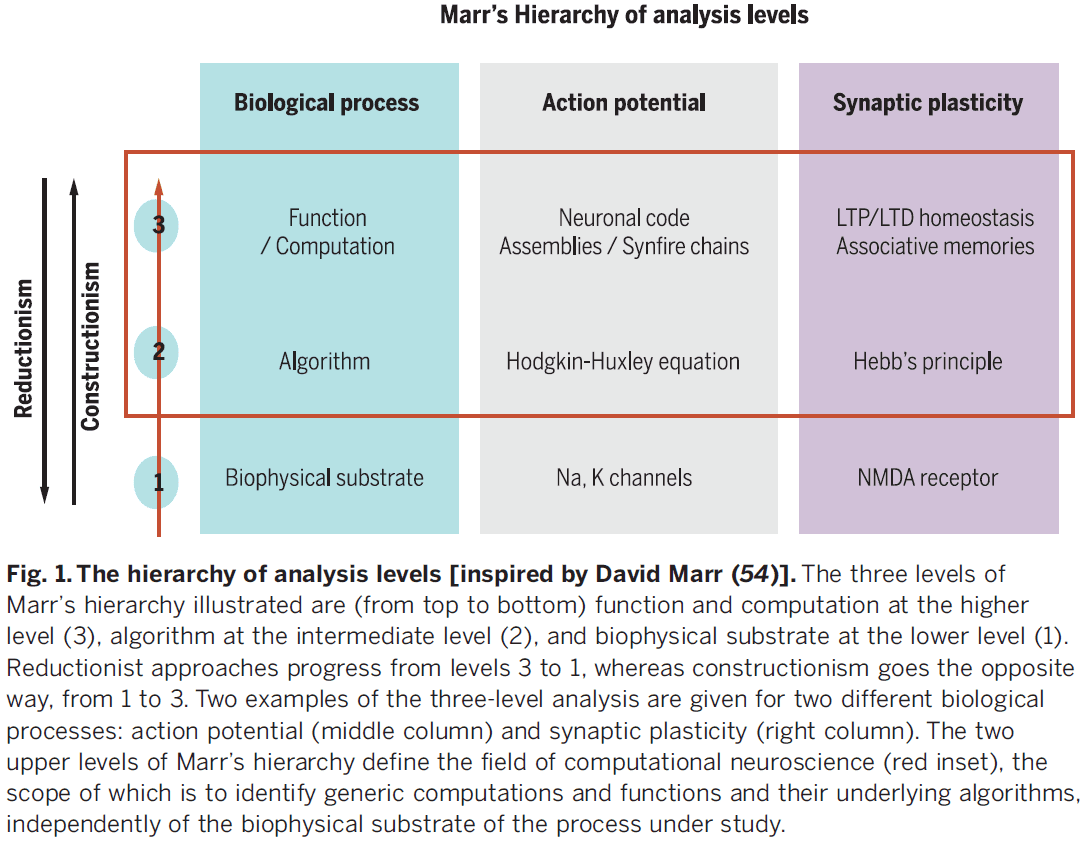 Marr's Hierarchy of analysis levels
Biological process
Action potential
Synaptic plasticity
Reductionism
Constructionism
3
Function
/ Computation
Neuronal code
Assemblies / Synfire chains
LTP/LTD homeostasis
Associative memories
2
Algorithm
Hodgkin-Huxley equation
Hebb's principle
1
Biophysical substrate
Na, K channels
NMDA receptor
Fig. 1. The hierarchy of analysis levels [inspired by David Marr (54)]. The three levels of
Marr's hierarchy illustrated are (from top to bottom) function and computation at the higher
level (3), algorithm at the intermediate level (2), and biophysical substrate at the lower level (1).
Reductionist approaches progress from levels 3 to 1, whereas constructionism goes the opposite
way, from 1 to 3. Two examples of the three-level analysis are given for two different biological
processes: action potential (middle column) and synaptic plasticity (right column). The two
upper levels of Marr's hierarchy define the field of computational neuroscience (red inset), the
scope of which is to identify generic computations and functions and their underlying algorithms,
independently of the biophysical substrate of the process under study.